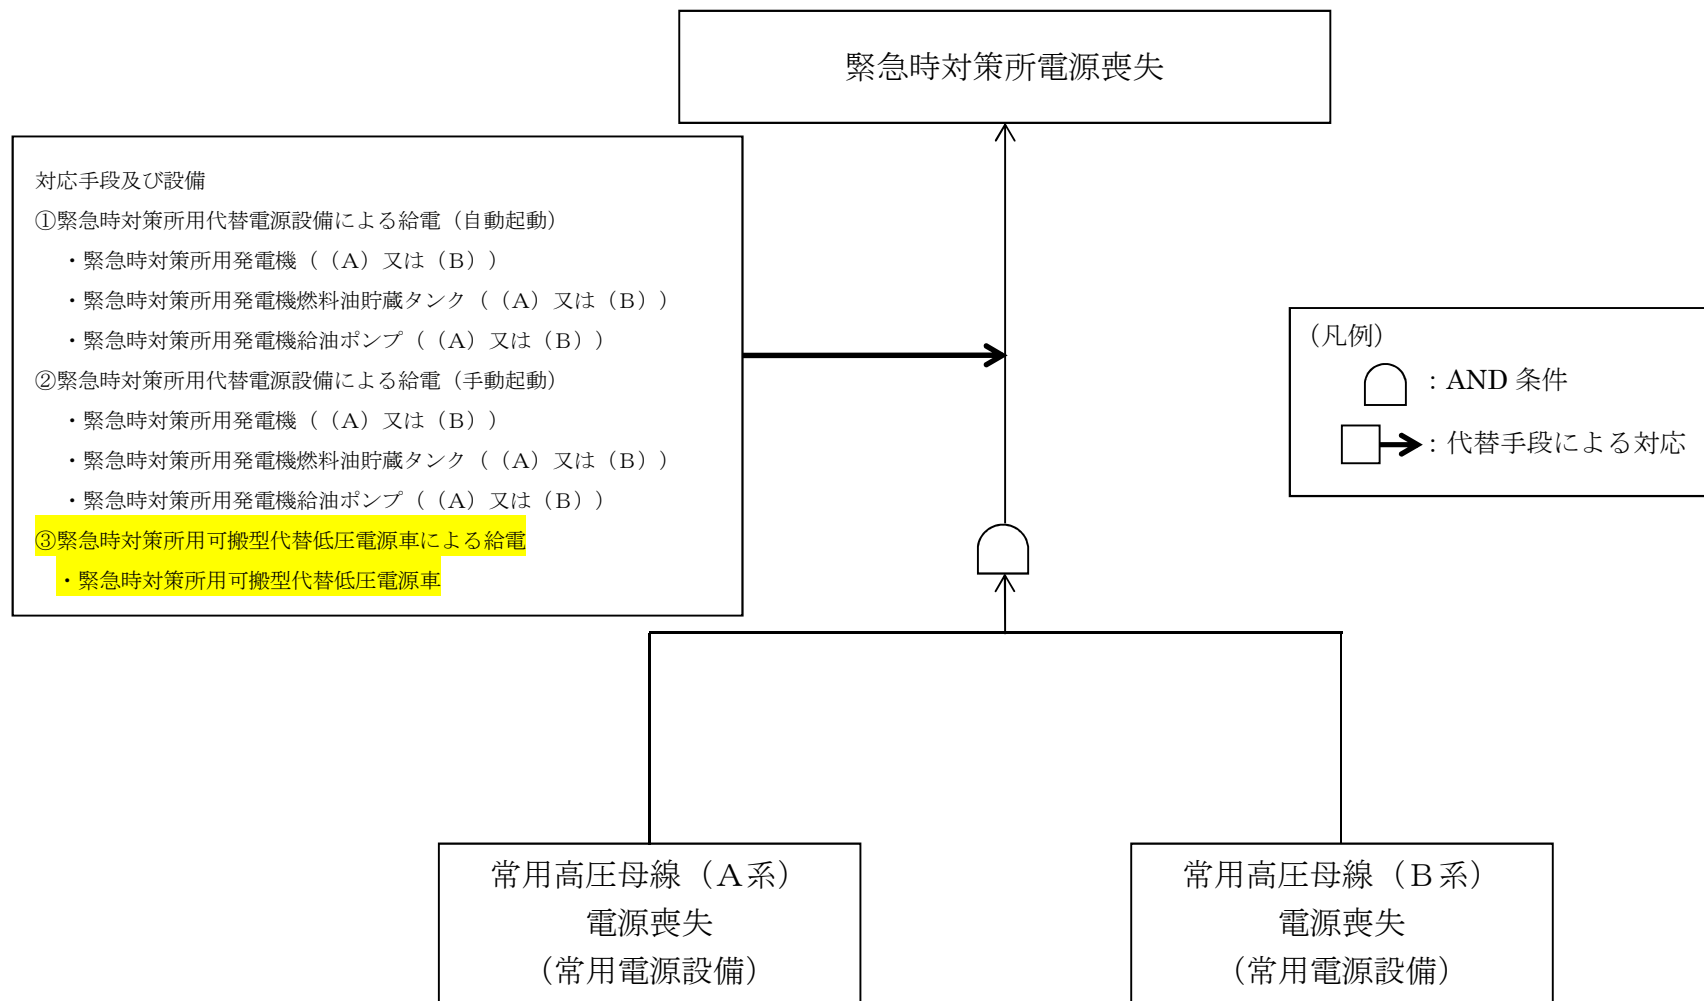 緊急時対策所電源喪失
対応手段及び設備
①緊急時対策所用代替電源設備による給電（自動起動）
・緊急時対策所用発電機（（Ａ）又は（Ｂ））
・緊急時対策所用発電機燃料油貯蔵タンク（（Ａ）又は（Ｂ））
・緊急時対策所用発電機給油ポンプ（（Ａ）又は（Ｂ））
②緊急時対策所用代替電源設備による給電（手動起動）
・緊急時対策所用発電機（（Ａ）又は（Ｂ））
・緊急時対策所用発電機燃料油貯蔵タンク（（Ａ）又は（Ｂ））
・緊急時対策所用発電機給油ポンプ（（Ａ）又は（Ｂ））
③緊急時対策所用可搬型代替低圧電源車による給電
・緊急時対策所用可搬型代替低圧電源車
（凡例）
：AND 条件
：代替手段による対応
常用高圧母線（Ａ系）
電源喪失
（常用電源設備）
常用高圧母線（Ｂ系）
電源喪失
（常用電源設備）